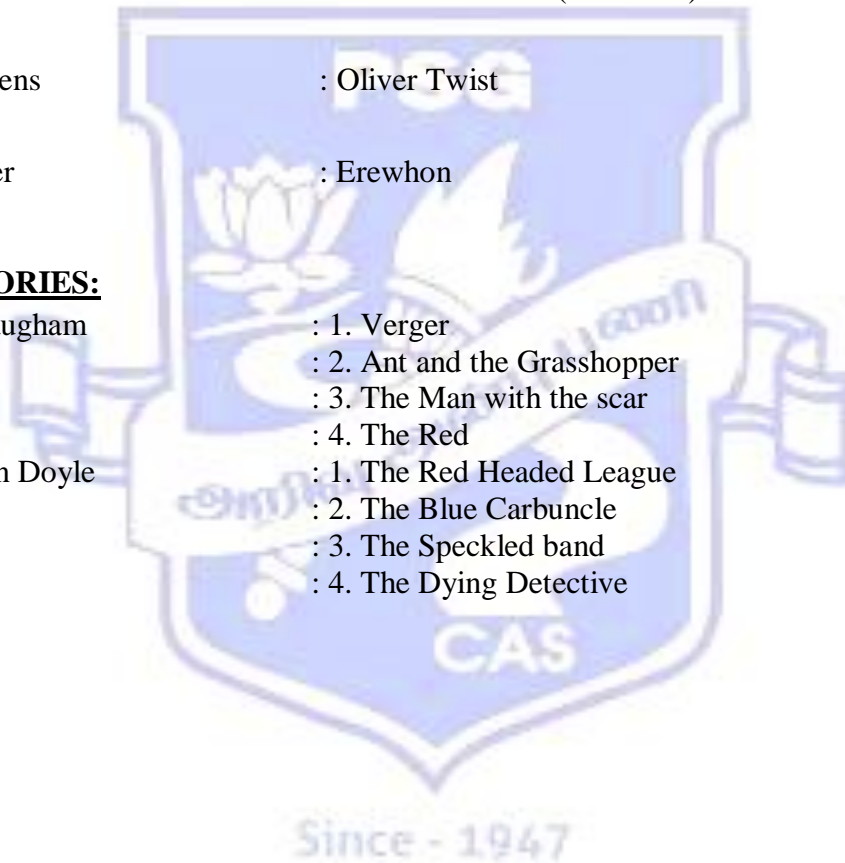 PSG
ens : Oliver Twist
er : Erewhon
ORIES:
ugham : 1. Verger
: 2. Ant and the Grasshopper
: 3. The Man with the scar
: 4. The Red
n Doyle : 1. The Red Headed League
: 2. The Blue Carbuncle
: 3. The Speckled band
: 4. The Dying Detective
CAS
Since - 1947